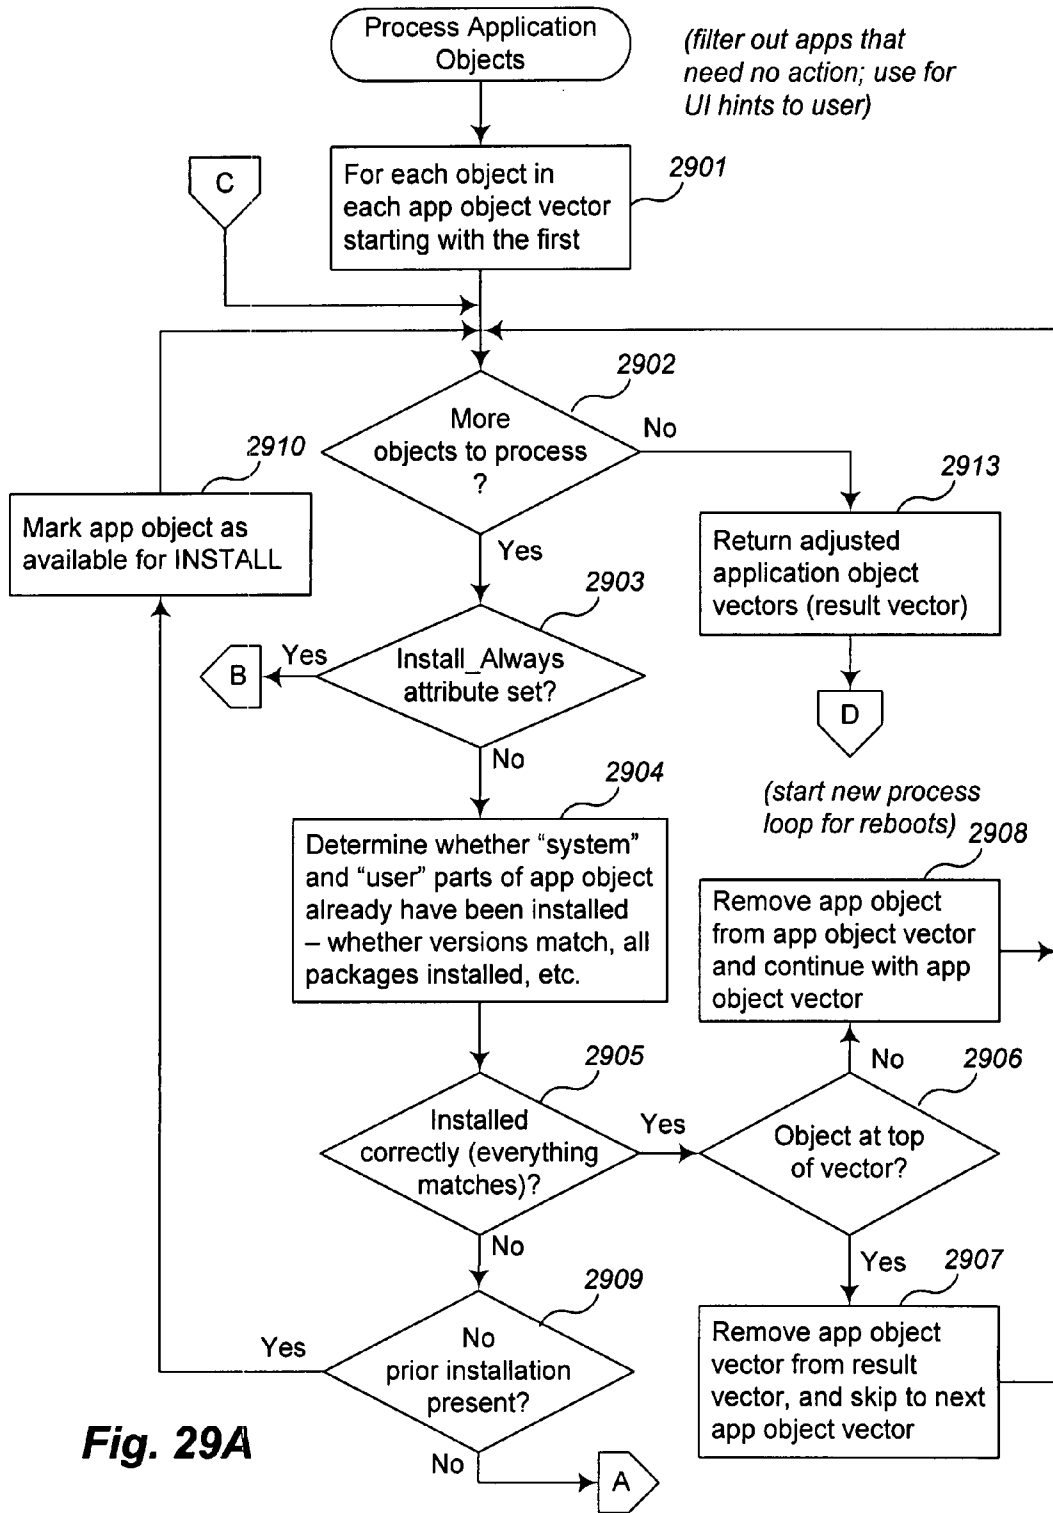 Process Application
Objects
(filter out apps that
need no action; use for
UI hints to user)
C
2901
For each object in
each app object vector
starting with the first
2902
More
objects to process
?
No
Yes
2910
Mark app object as
available for INSTALL
2913
Return adjusted
application object
vectors (result vector)
2903
Install_Always
attribute set?
Yes
B
No
D
(start new process
loop for reboots)
2904
Determine whether “system”
and “user” parts of app object
already have been installed
– whether versions match, all
packages installed, etc.
2908
Remove app object
from app object vector
and continue with app
object vector
2905
Installed
correctly (everything
matches)?
Yes
No
No
2906
Object at top
of vector?
Yes
2909
No
prior installation
present?
Yes
No
2907
Remove app object
vector from result
vector, and skip to next
app object vector
A
Fig. 29A